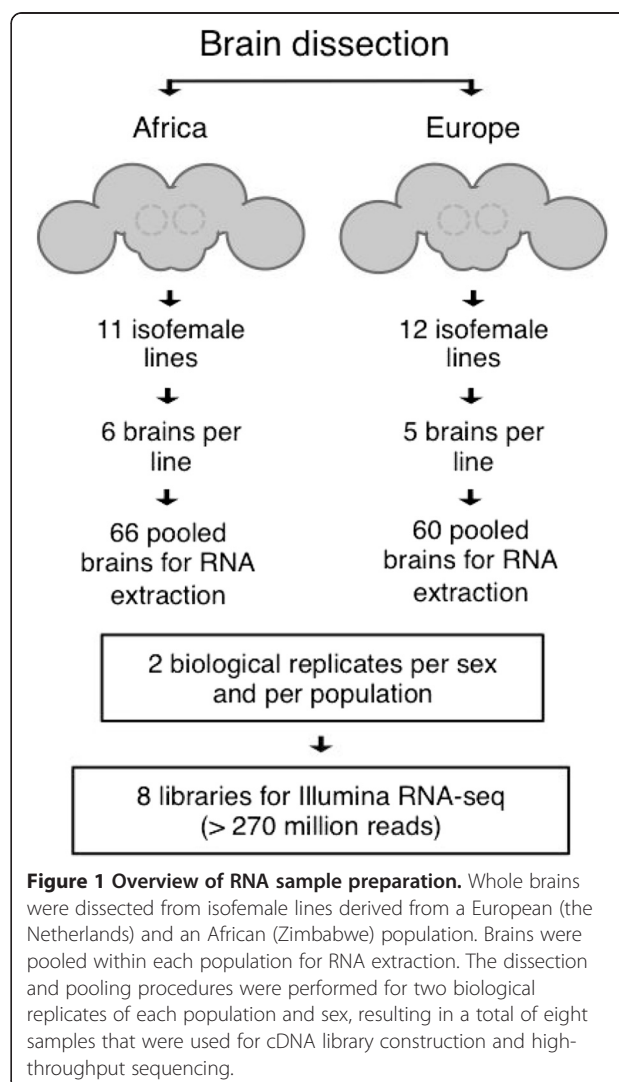 Brain dissection
Africa
Europe
11 isofemale
lines
12 isofemale
lines
6 brains per
line
5 brains per
line
66 pooled
brains for RNA
extraction
60 pooled
brains for RNA
extraction
2 biological replicates per sex
and per population
8 libraries for Illumina RNA-seq
(> 270 million reads)
Figure 1 Overview of RNA sample preparation. Whole brains
were dissected from isofemale lines derived from a European (the
Netherlands) and an African (Zimbabwe) population. Brains were
pooled within each population for RNA extraction. The dissection
and pooling procedures were performed for two biological
replicates of each population and sex, resulting in a total of eight
samples that were used for cDNA library construction and high-
throughput sequencing.